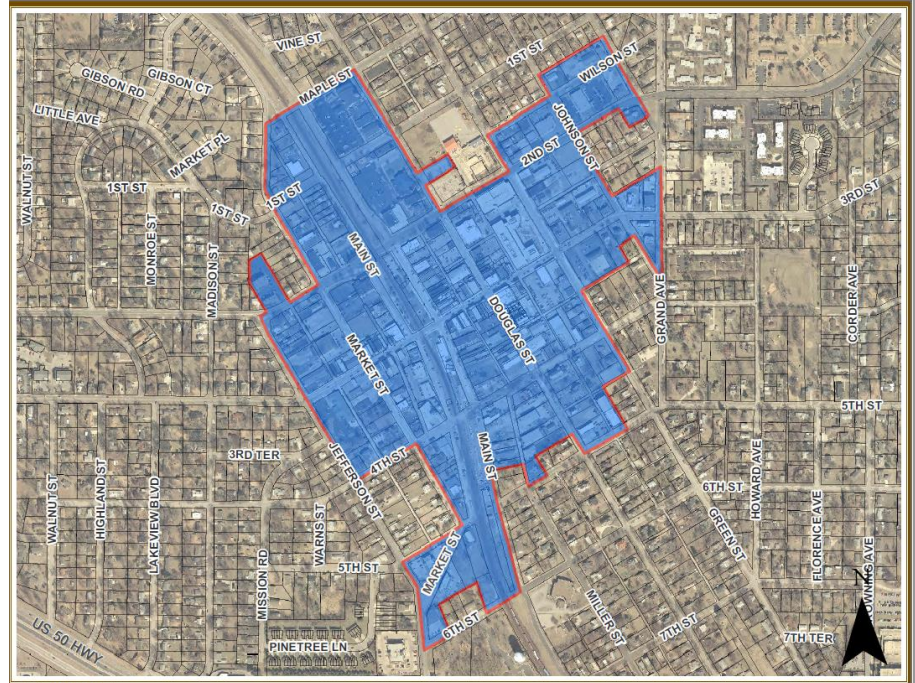 VINE ST
1ST ST
WILSON ST
GIBSON CT
GIBSON RD
MAPLE ST
LITTLE AVE
JOHNSON ST
MARKET PL
2ND ST
WALNUT ST
1ST ST
1ST ST
3RD ST
1ST ST
MONROE ST
MADISON ST
MAIN ST
GRAND AVE
CORDER AVE
DOUGLAS ST
MARKET ST
5TH ST
JEFFERSON ST
4TH ST
MAIN ST
3RD TER
WALNUT ST
HIGHLAND ST
LAKEVIEW BLVD
6TH ST
HOWARD AVE
WARNIS ST
GREEN ST
FLORENCE AVE
MISSION RD
5TH ST
MARKET ST
N
MILLER ST
6TH ST
7TH ST
7TH TER
US 50 HWY
PINETREE LN